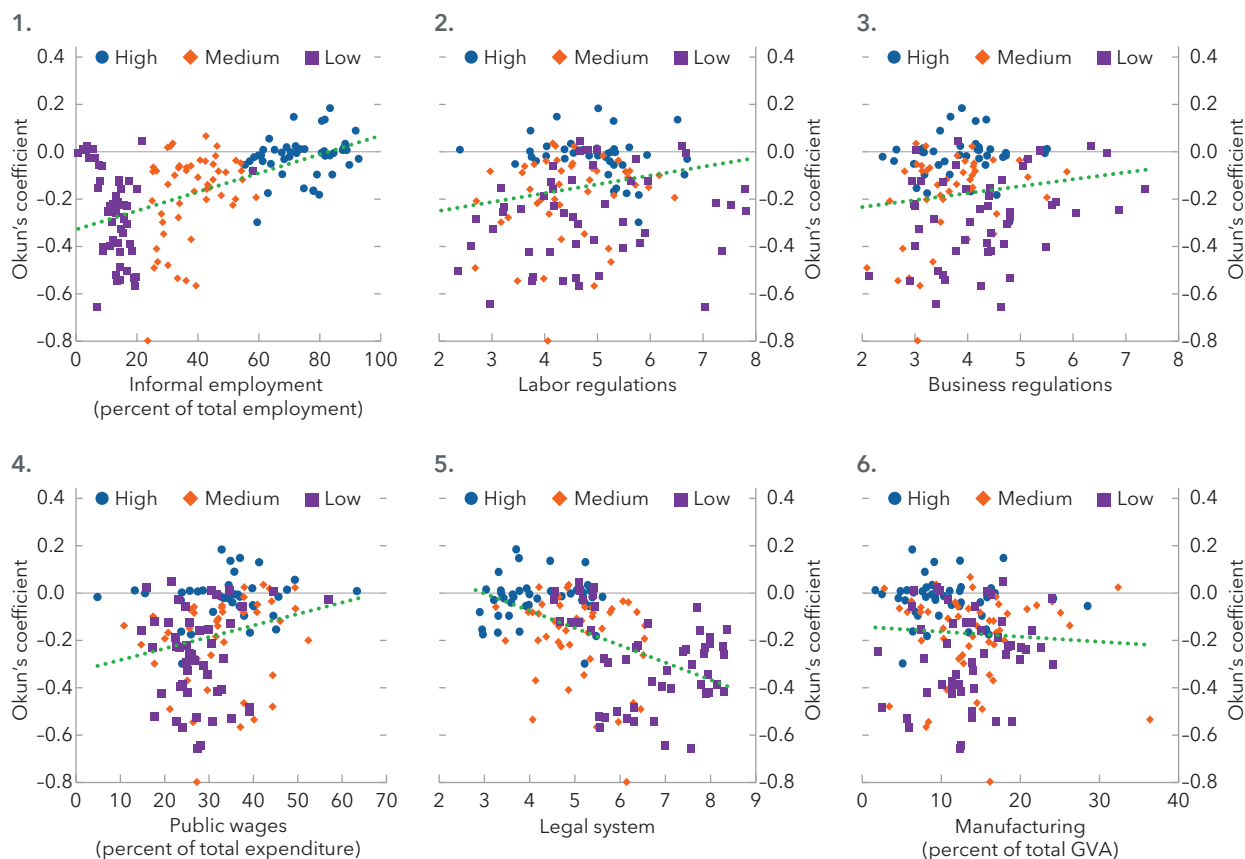 1.
High Medium Low
0.4
0.2
0.0
–0.2
–0.4
–0.6
–0.8
Okun's coefficient
0 20 40 60 80 100
Informal employment
(percent of total employment)
2.
High Medium Low
0.4
0.2
0.0
–0.2
–0.4
–0.6
–0.8
Okun's coefficient
2 3 4 5 6 7 8
Labor regulations
3.
High Medium Low
0.4
0.2
0.0
–0.2
–0.4
–0.6
–0.8
Okun's coefficient
2 3 4 5 6 7 8
Business regulations
4.
High Medium Low
0.4
0.2
0.0
–0.2
–0.4
–0.6
–0.8
Okun's coefficient
0 10 20 30 40 50 60 70
Public wages
(percent of total expenditure)
5.
High Medium Low
0.4
0.2
0.0
–0.2
–0.4
–0.6
–0.8
Okun's coefficient
2 3 4 5 6 7 8 9
Legal system
6.
High Medium Low
0.4
0.2
0.0
–0.2
–0.4
–0.6
–0.8
Okun's coefficient
0 10 20 30 40
Manufacturing
(percent of total GVA)